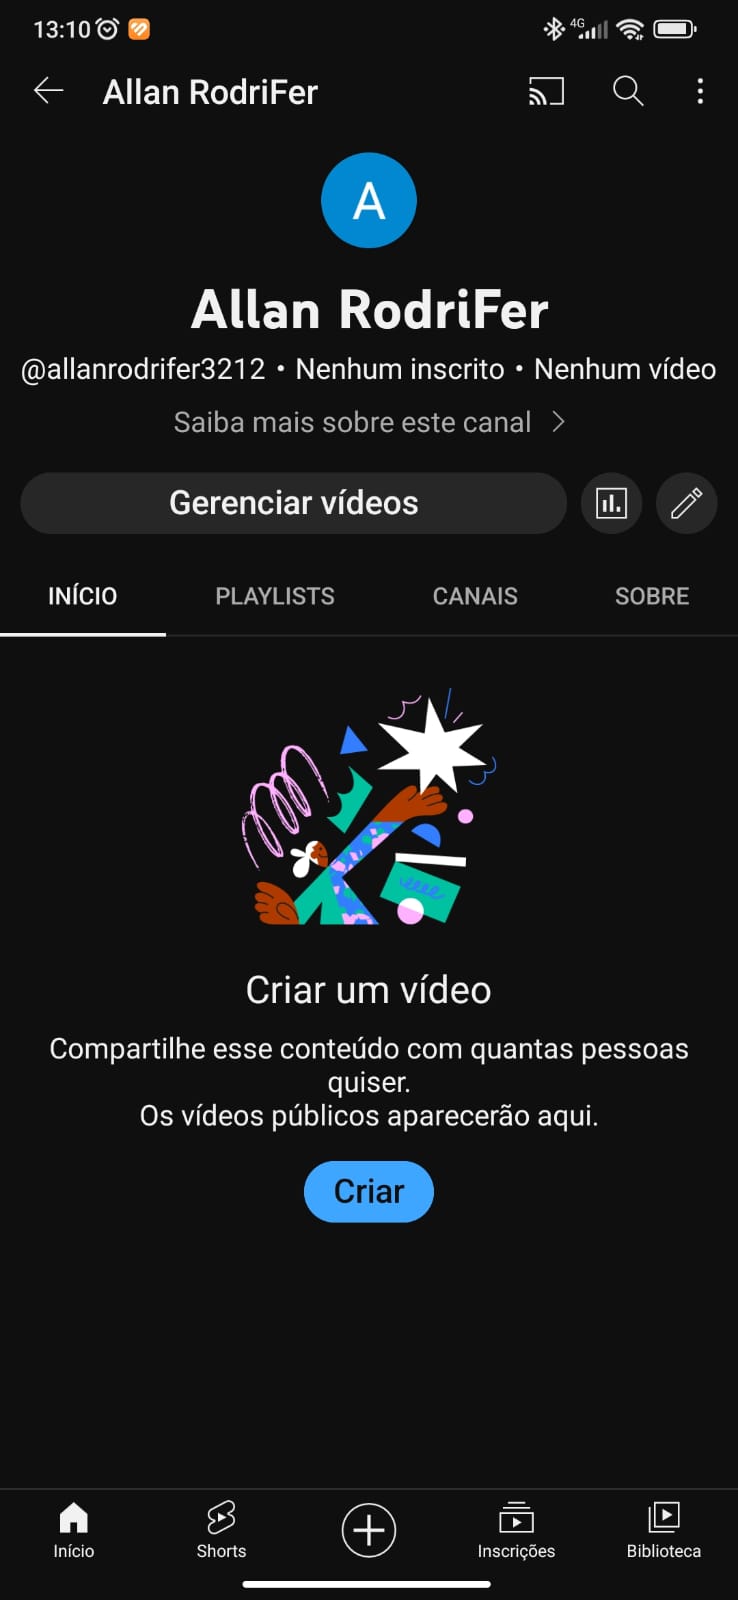 13:10 4G
Allan RodriFer
A
Allan RodriFer
@allanrodrifer3212 • Nenhum inscrito • Nenhum vídeo
Saiba mais sobre este canal
Gerenciar vídeos
INÍCIO PLAYLISTS CANAIS SOBRE
Criar um vídeo
Compartilhe esse conteúdo com quantas pessoas
quiser.
Os vídeos públicos aparecerão aqui.
Criar
Início Shorts Inscrições Biblioteca